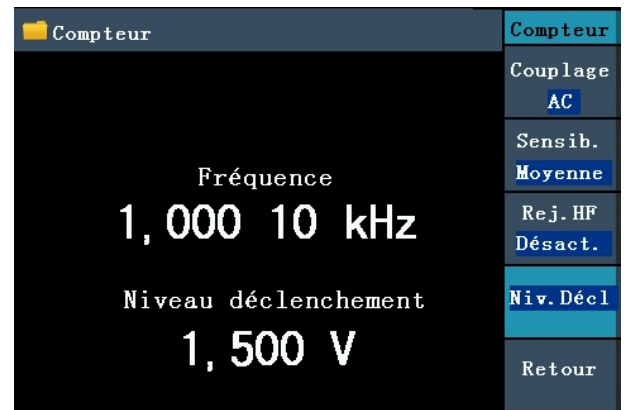 Compteur
Fréquence
1,000 10 kHz
Niveau déclenchement
1,500 V
Compteur
Couplage
AC
Sensib.
Moyenne
Rej.HF
Désact.
Niv.Décl
Retour